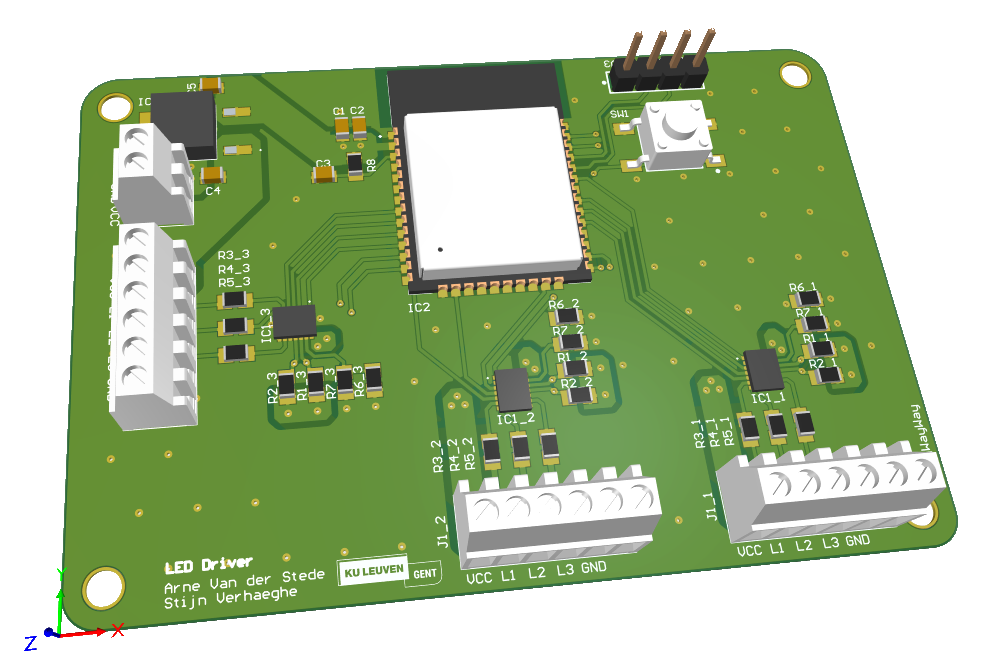 IC
C1 C2
SW1
C3
R8
C4
R3_3
R4_3
R5_3
IC1_3
R2_3
R1_3
R7_3
R6_3
IC2
R6_2
R7_2
R1_2
R2_2
IC1_2
R3_2
R4_2
R5_2
J1_2
VCC L1 L2 L3 GND
R6_1
R7_1
R1_1
R2_1
IC1_1
R3_1
R4_1
R5_1
J1_1
VCC L1 L2 L3 GND
LED Driver
Arne Van der Stede
Stijn Verhaeghe
KU LEUVEN GENT
Y
X
Z